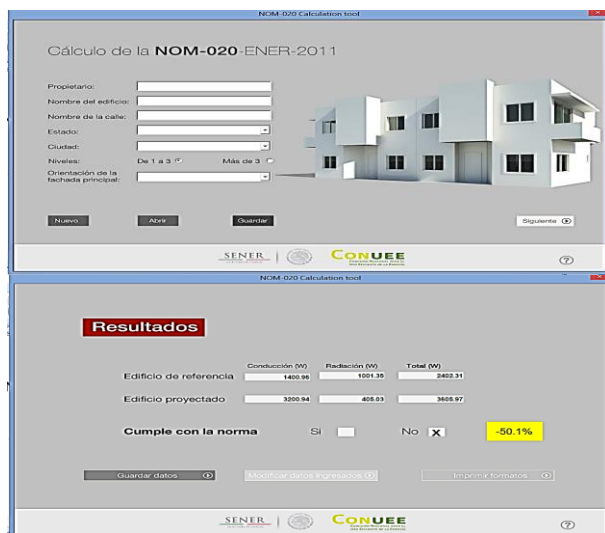 NOM-020 Calculation tool
Cálculo de la NOM-020-ENER-2011
Propietario:
Nombre del edificio:
Nombre de la calle:
Estado:
Ciudad:
Niveles: De 1 a 3 Más de 3
Orientación de la
fachada principal:
Nuevo Abrir Guardar Siguiente
SENER CONUEE
NOM-020 Calculation tool
Resultados
Conducción (W) Radiación (W) Total (W)
Edificio de referencia 1400.96 1001.35 2402.31
Edificio proyectado 3200.94 405.03 3605.97
Cumple con la norma Si No X -50.1%
Guardar datos Modificar datos ingresados Imprimir formatos
SENER CONUEE